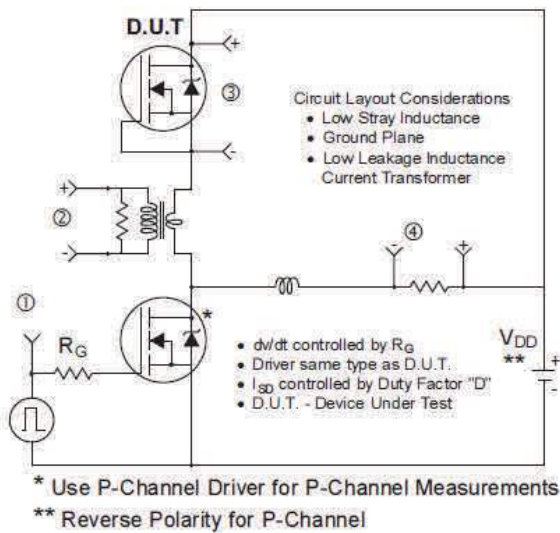 D.U.T
+
③
-
Circuit Layout Considerations
• Low Stray Inductance
• Ground Plane
• Low Leakage Inductance
Current Transformer
+
②
-
- ④ +
①
RG
*
• dv/dt controlled by RG
• Driver same type as D.U.T.
• ISD controlled by Duty Factor "D"
• D.U.T. - Device Under Test
VDD
**
+
-
* Use P-Channel Driver for P-Channel Measurements
** Reverse Polarity for P-Channel